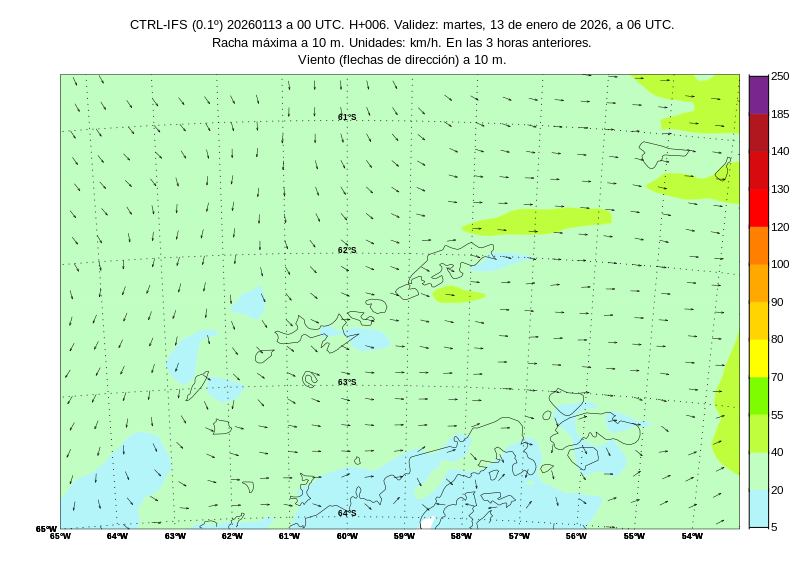 CTRL-IFS (0.1º) 20260113 a 00 UTC. H+006. Validez: martes, 13 de enero de 2026, a 06 UTC.
Racha máxima a 10 m. Unidades: km/h. En las 3 horas anteriores.
Viento (flechas de dirección) a 10 m.
250
185
140
130
120
100
90
80
70
55
40
20
5
61°S
62°S
63°S
64°S
65°W
65°W 64°W 63°W 62°W 61°W 60°W 59°W 58°W 57°W 56°W 55°W 54°W